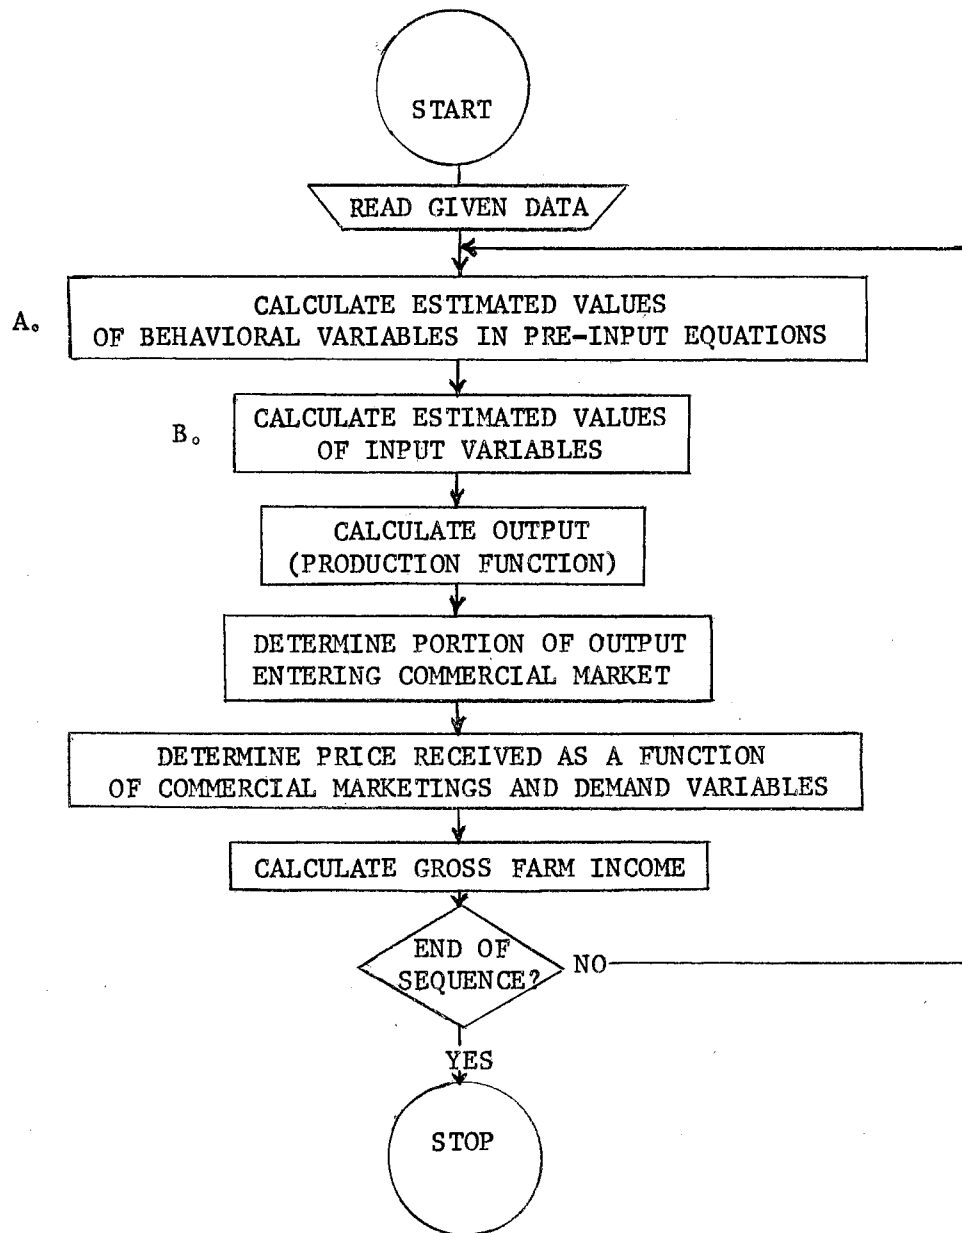 START
READ GIVEN DATA
A.
CALCULATE ESTIMATED VALUES
OF BEHAVIORAL VARIABLES IN PRE-INPUT EQUATIONS
B.
CALCULATE ESTIMATED VALUES
OF INPUT VARIABLES
CALCULATE OUTPUT
(PRODUCTION FUNCTION)
DETERMINE PORTION OF OUTPUT
ENTERING COMMERCIAL MARKET
DETERMINE PRICE RECEIVED AS A FUNCTION
OF COMMERCIAL MARKETINGS AND DEMAND VARIABLES
CALCULATE GROSS FARM INCOME
END OF
SEQUENCE?
NO
YES
STOP